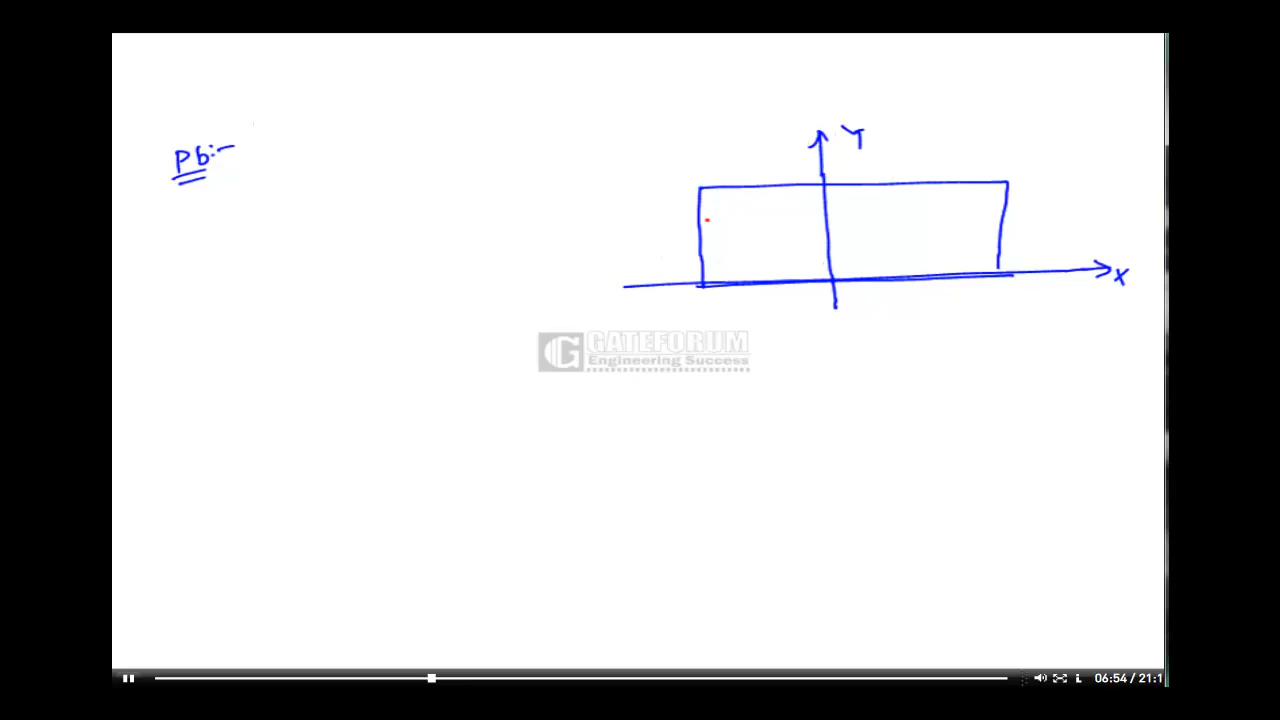 Pb:-
Y
X
GATEFORUM
Engineering Success
06:54 / 21:1